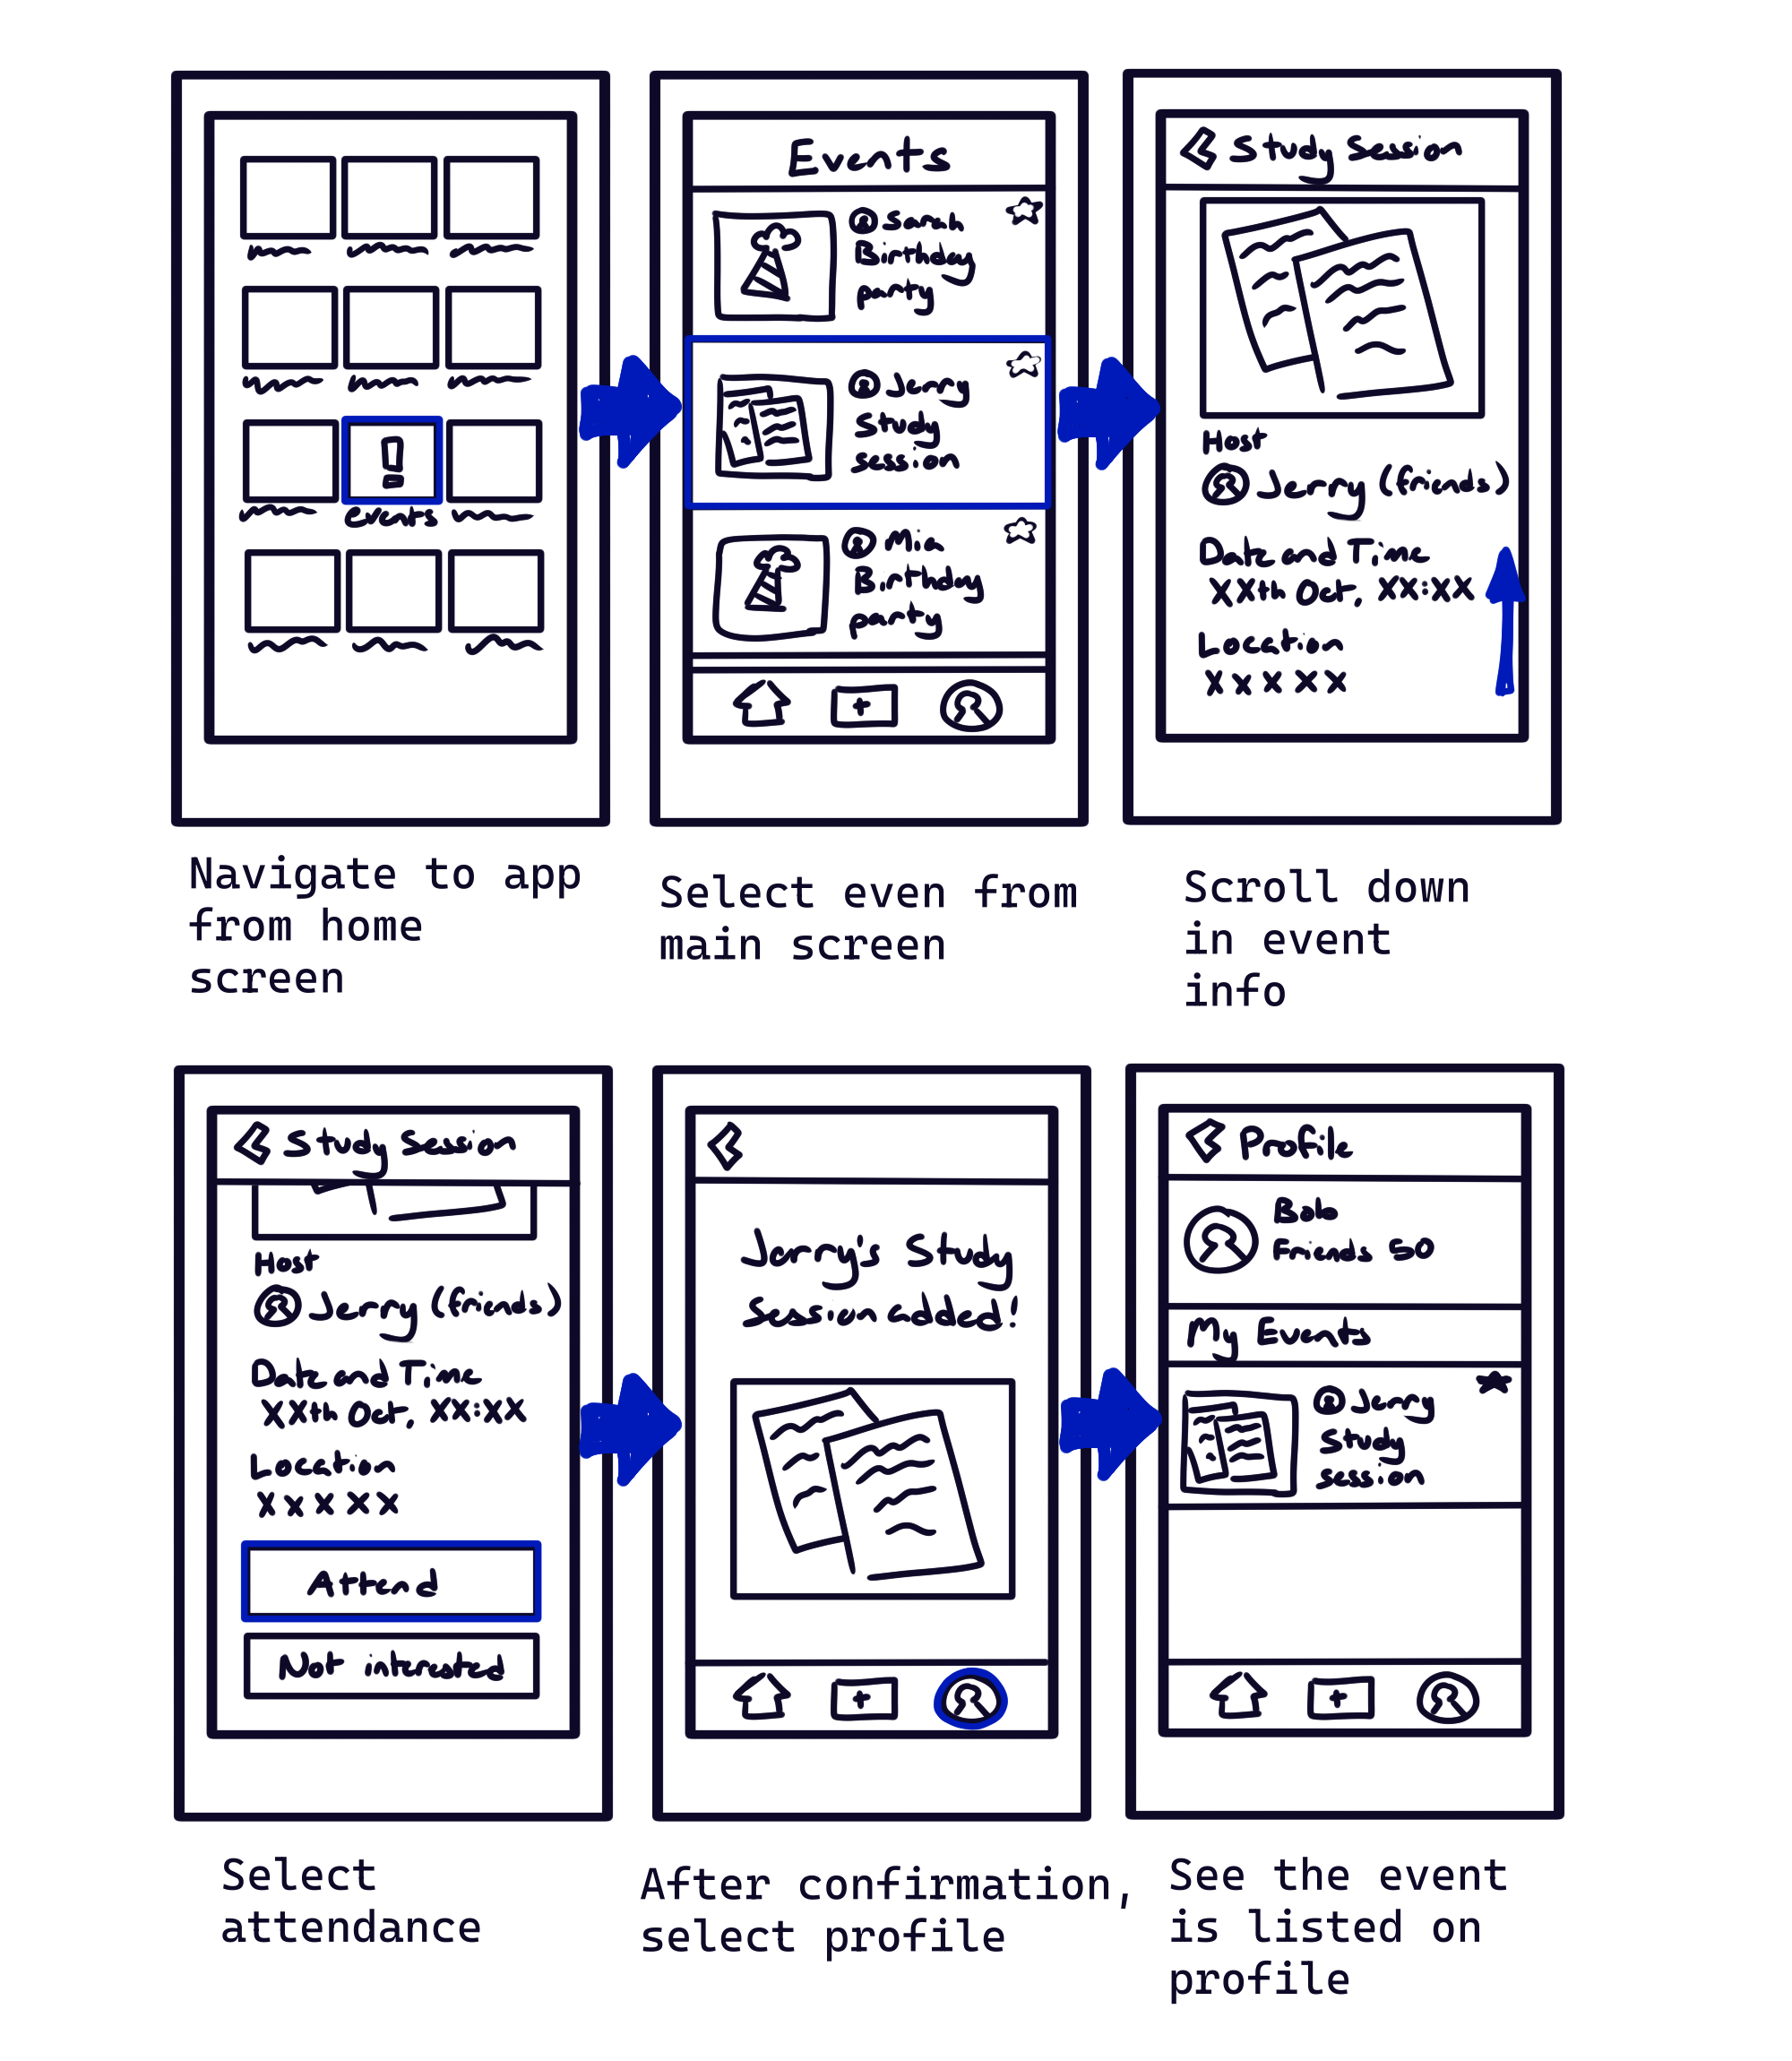 events
Navigate to app
from home
screen
Events
Sarah
Birthday
party
Jerry
Study
session
Mia
Birthday
party
Select even from
main screen
Study Session
Host
Jerry (friends)
Date and Time
XXth Oct, XX:XX
Location
X X X X X
Scroll down
in event
info
Study Session
Host
Jerry (friends)
Date and Time
XXth Oct, XX:XX
Location
X X X X X
Attend
Not interested
Select
attendance
Jerry's Study
Session added!
After confirmation,
select profile
Profile
Bob
Friends 50
My Events
Jerry
Study
session
See the event
is listed on
profile